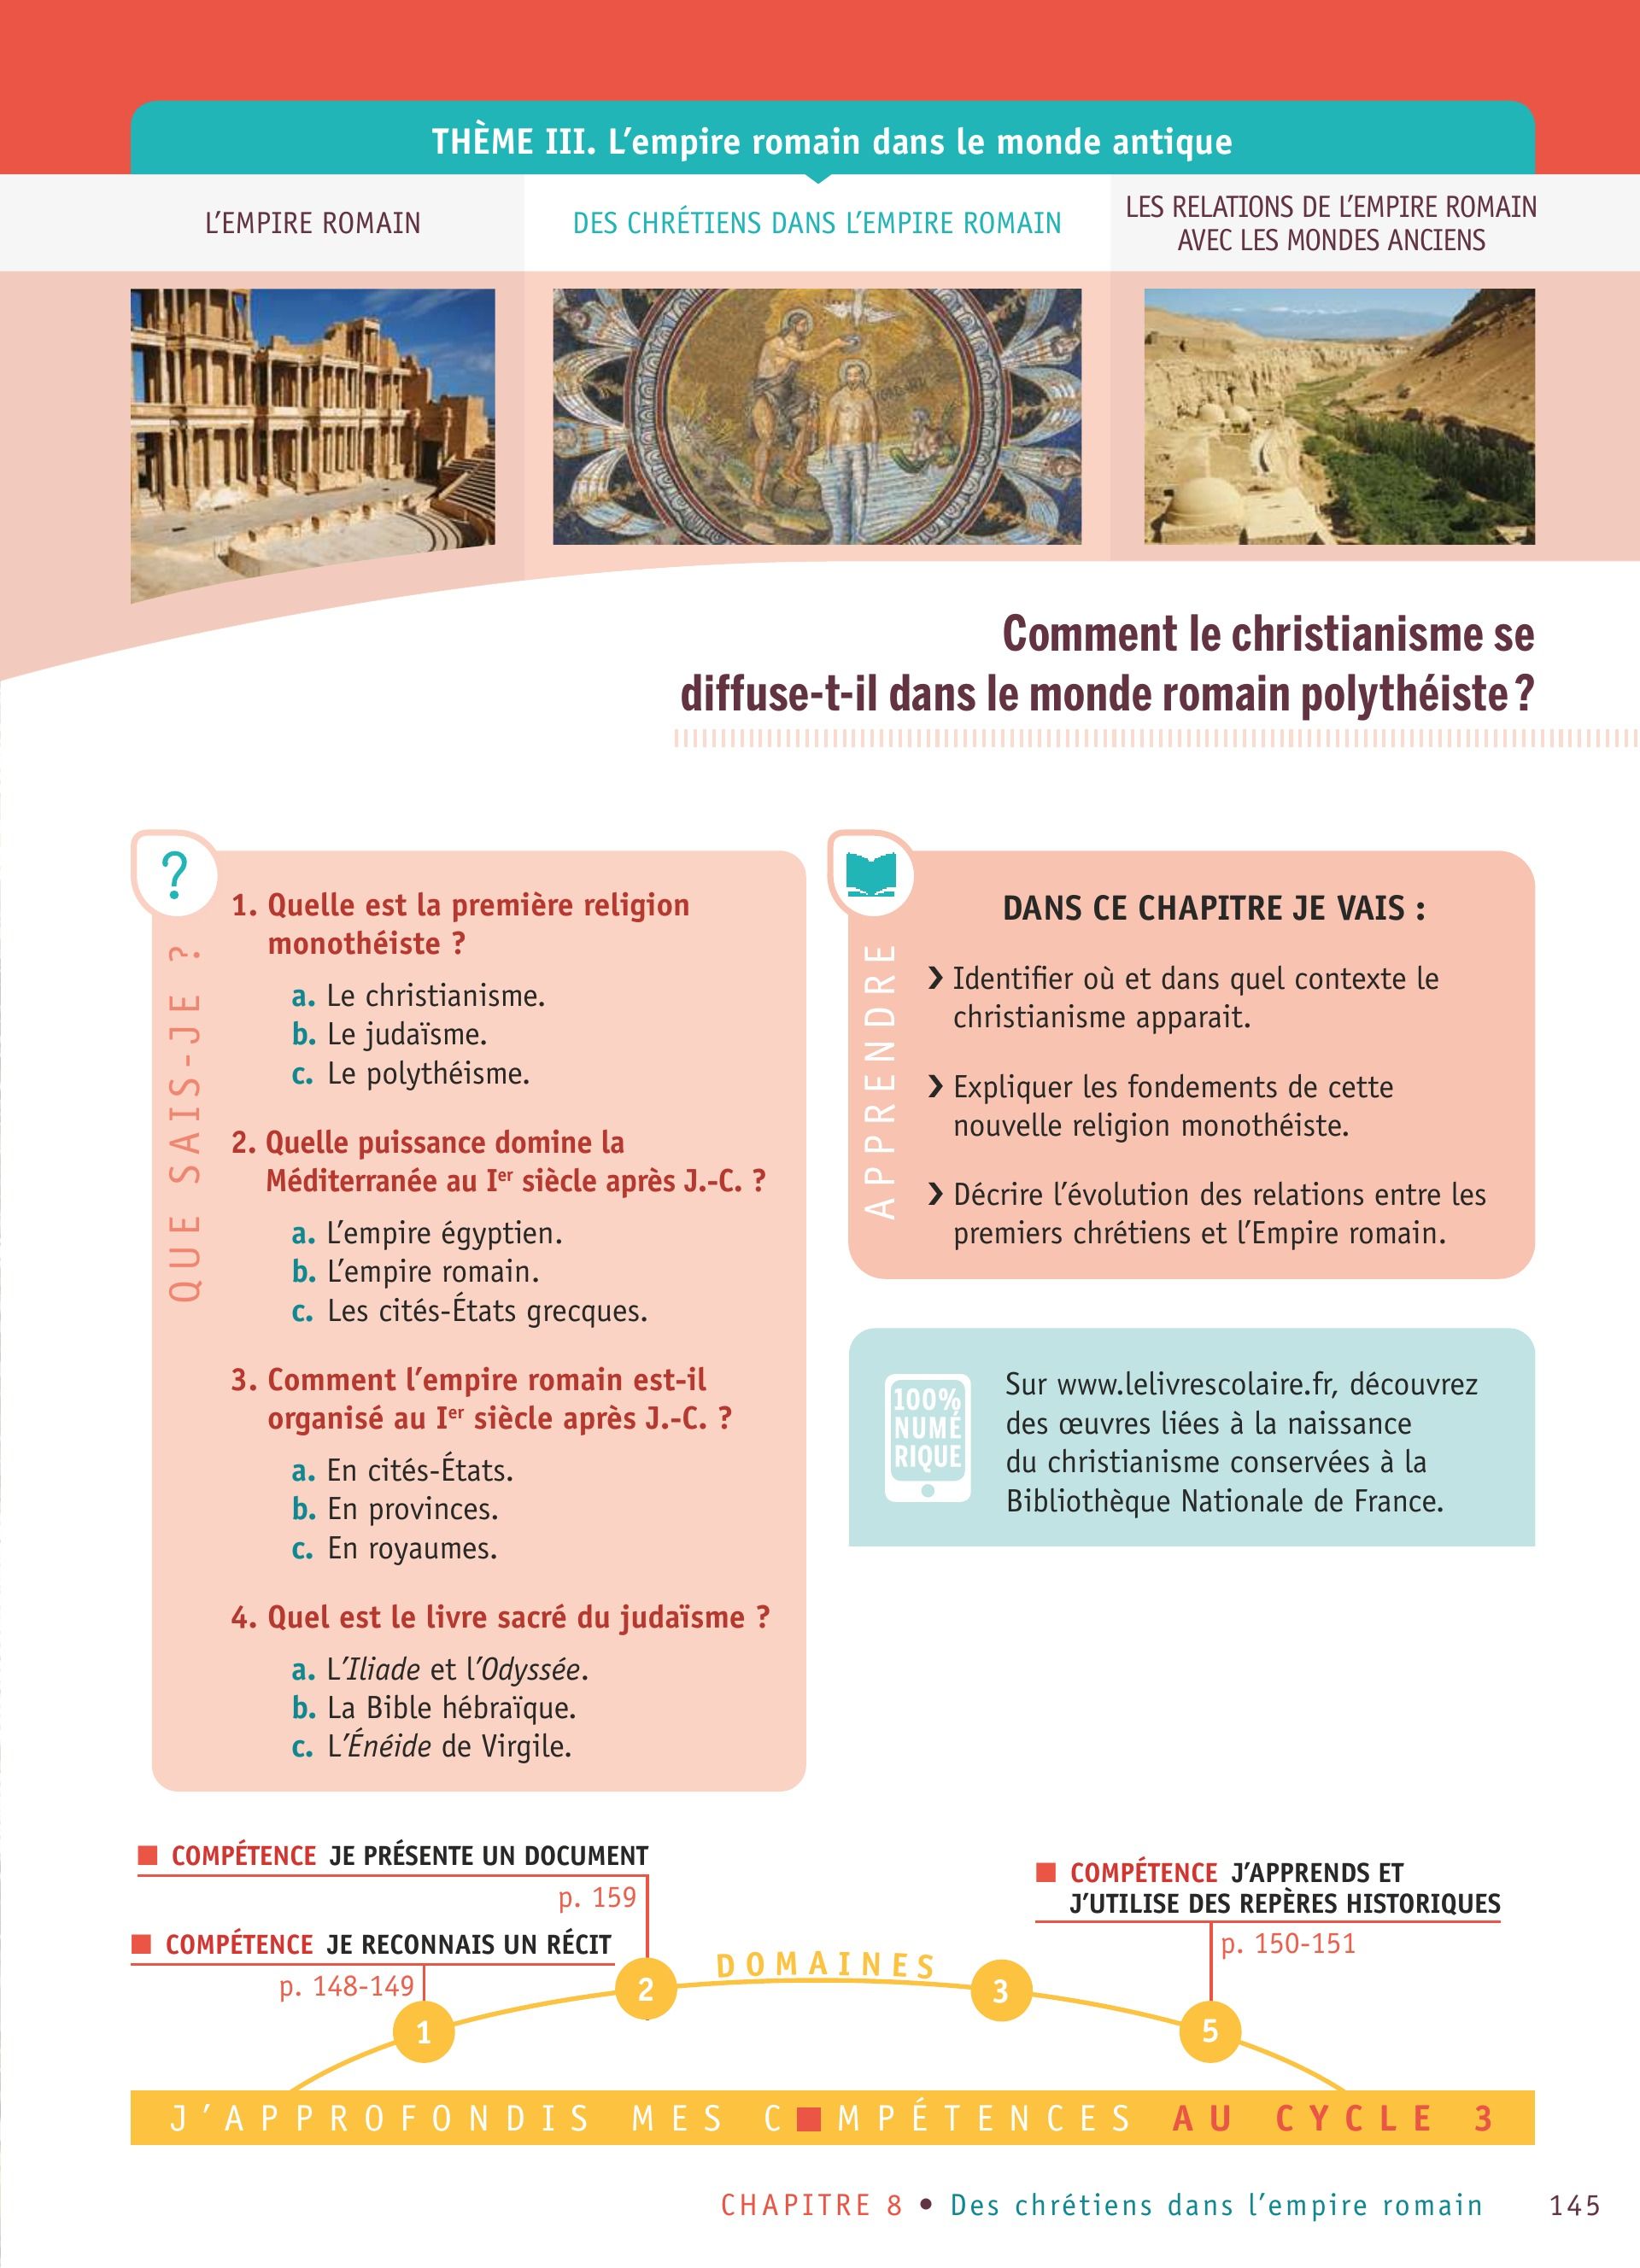 THÈME III. L'empire romain dans le monde antique
L'EMPIRE ROMAIN
DES CHRÉTIENS DANS L'EMPIRE ROMAIN
LES RELATIONS DE L'EMPIRE ROMAIN
AVEC LES MONDES ANCIENS
Comment le christianisme se
diffuse-t-il dans le monde romain polythéiste ?
?
QUE SAIS-JE ?
1. Quelle est la première religion
monothéiste ?
a. Le christianisme.
b. Le judaïsme.
c. Le polythéisme.
2. Quelle puissance domine la
Méditerranée au Ier siècle après J.-C. ?
a. L'empire égyptien.
b. L'empire romain.
c. Les cités-États grecques.
3. Comment l'empire romain est-il
organisé au Ier siècle après J.-C. ?
a. En cités-États.
b. En provinces.
c. En royaumes.
4. Quel est le livre sacré du judaïsme ?
a. L'Iliade et l'Odyssée.
b. La Bible hébraïque.
c. L'Énéide de Virgile.
APPRENDRE
DANS CE CHAPITRE JE VAIS :
❯ Identifier où et dans quel contexte le
christianisme apparait.
❯ Expliquer les fondements de cette
nouvelle religion monothéiste.
❯ Décrire l'évolution des relations entre les
premiers chrétiens et l'Empire romain.
100%
NUMÉ
RIQUE
Sur www.lelivrescolaire.fr, découvrez
des œuvres liées à la naissance
du christianisme conservées à la
Bibliothèque Nationale de France.
■ COMPÉTENCE JE PRÉSENTE UN DOCUMENT
p. 159
■ COMPÉTENCE JE RECONNAIS UN RÉCIT
p. 148-149
■ COMPÉTENCE J'APPRENDS ET
J'UTILISE DES REPÈRES HISTORIQUES
p. 150-151
DOMAINES
1
2
3
5
J'APPROFONDIS MES C■MPÉTENCES AU CYCLE 3
CHAPITRE 8 • Des chrétiens dans l'empire romain 145